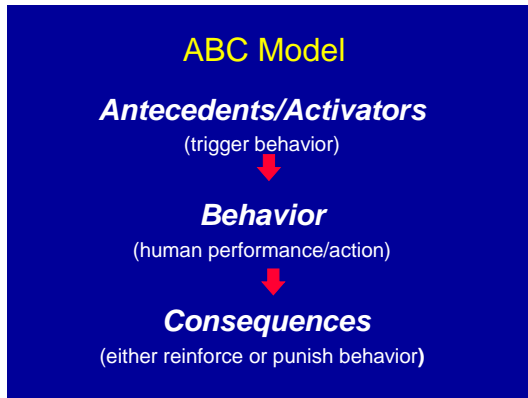 ABC Model
Antecedents/Activators
(trigger behavior)
Behavior
(human performance/action)
Consequences
(either reinforce or punish behavior)